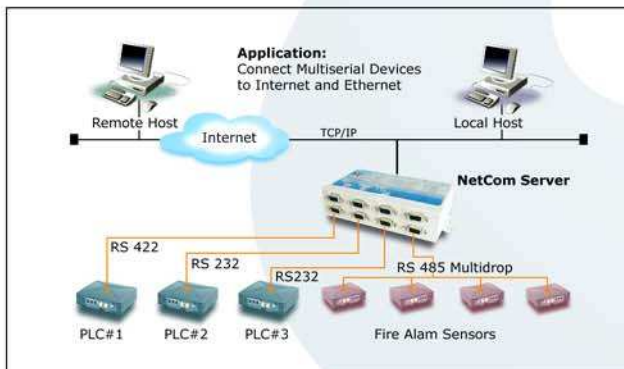 Application:
Connect Multiserial Devices
to Internet and Ethernet
Remote Host
Internet
TCP/IP
Local Host
NetCom Server
RS 422
RS 232
RS232
RS 485 Multidrop
PLC#1
PLC#2
PLC#3
Fire Alam Sensors